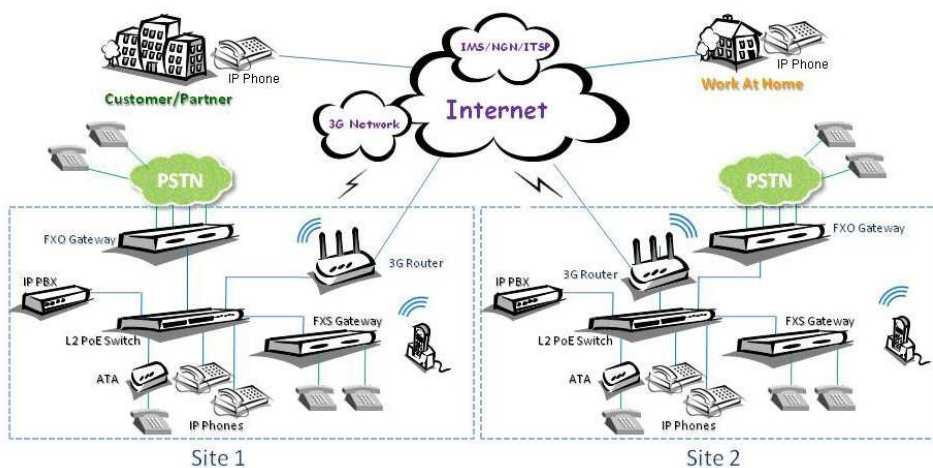 IMS/NGN/ITSP
IP Phone
Customer/Partner
3G Network
Internet
IP Phone
Work At Home
PSTN
PSTN
FXO Gateway
3G Router
IP PBX
L2 PoE Switch
FXS Gateway
ATA
IP Phones
Site 1
FXO Gateway
3G Router
IP PBX
L2 PoE Switch
FXS Gateway
ATA
IP Phones
Site 2